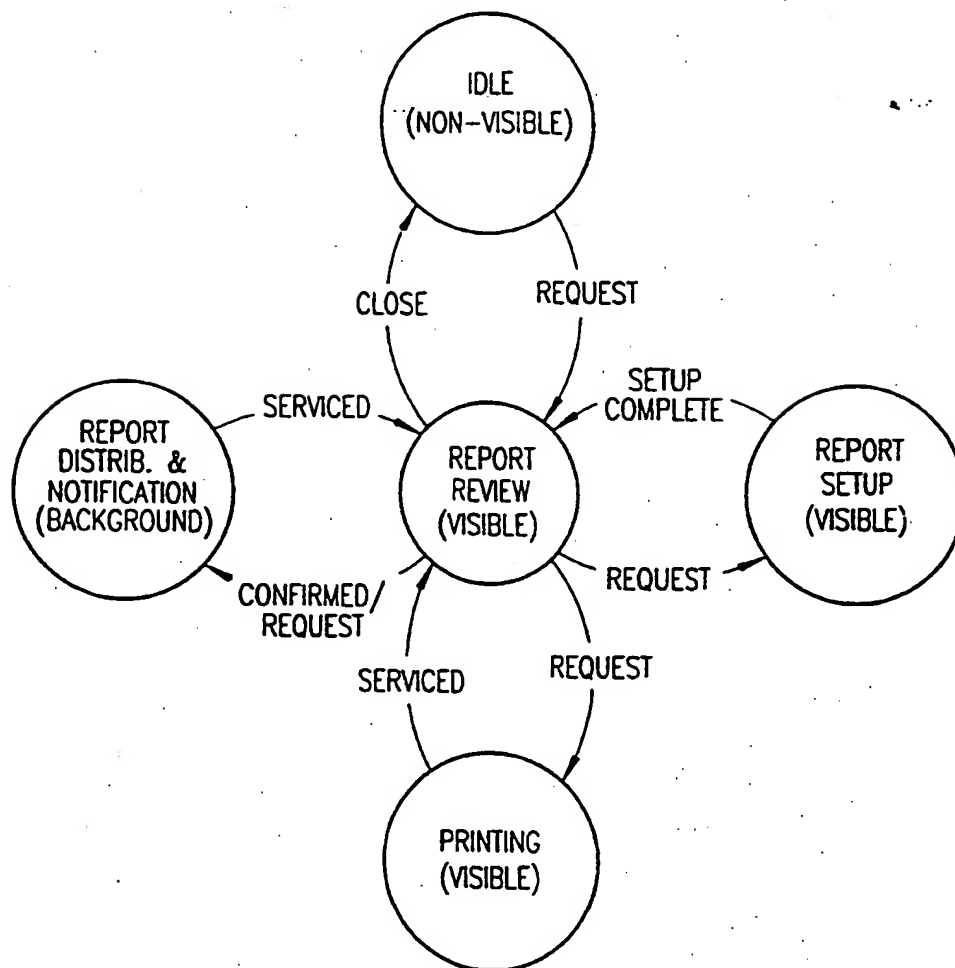 IDLE
(NON-VISIBLE)
CLOSE
REQUEST
SERVICED
SETUP
COMPLETE
REPORT
DISTRIB. &
NOTIFICATION
(BACKGROUND)
REPORT
REVIEW
(VISIBLE)
REPORT
SETUP
(VISIBLE)
CONFIRMED/
REQUEST
REQUEST
SERVICED
REQUEST
PRINTING
(VISIBLE)